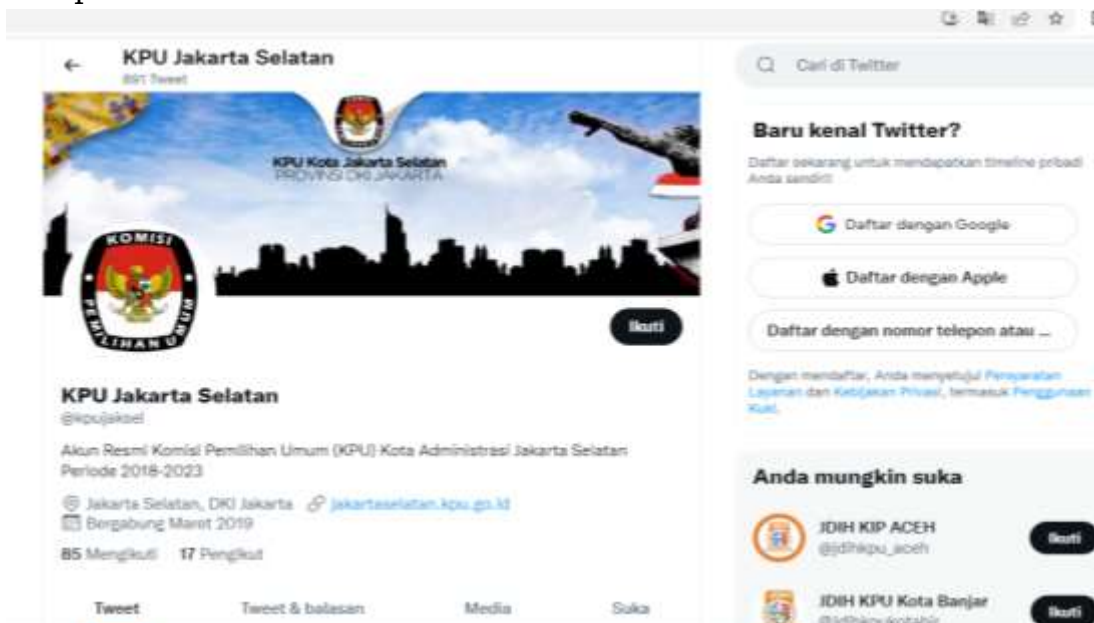 KPU Jakarta Selatan
891 Tweet
KPU Kota Jakarta Selatan
PROVINSI DKI JAKARTA
KOMISI
PEMILIHAN UMUM
Ikuti
KPU Jakarta Selatan
@kpujaksel
Akun Resmi Komisi Pemilihan Umum (KPU) Kota Administrasi Jakarta Selatan
Periode 2018-2023
Jakarta Selatan, DKI Jakarta jakartaselatan.kpu.go.id
Bergabung Maret 2019
85 Mengikuti 17 Pengikut
Tweet Tweet & balasan Media Suka
Cari di Twitter
Baru kenal Twitter?
Daftar sekarang untuk mendapatkan timeline pribadi
Anda sendiri!
Daftar dengan Google
Daftar dengan Apple
Daftar dengan nomor telepon atau ...
Dengan mendaftar, Anda menyetujui Persyaratan
Layanan dan Kebijakan Privasi, termasuk Penggunaan
Kuki.
Anda mungkin suka
JDIH KIP ACEH
@jdihkpu_aceh
Ikuti
JDIH KPU Kota Banjar
Ikuti